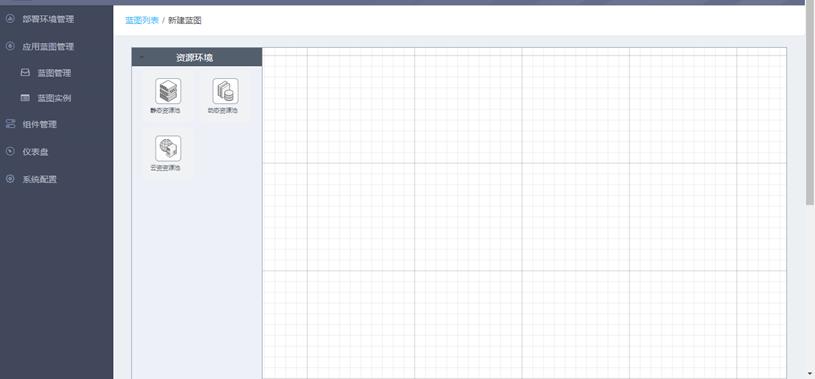 部署环境管理
应用蓝图管理
蓝图管理
蓝图实例
组件管理
仪表盘
系统配置
蓝图列表 / 新建蓝图
资源环境
静态资源池
动态资源池
云资资源池